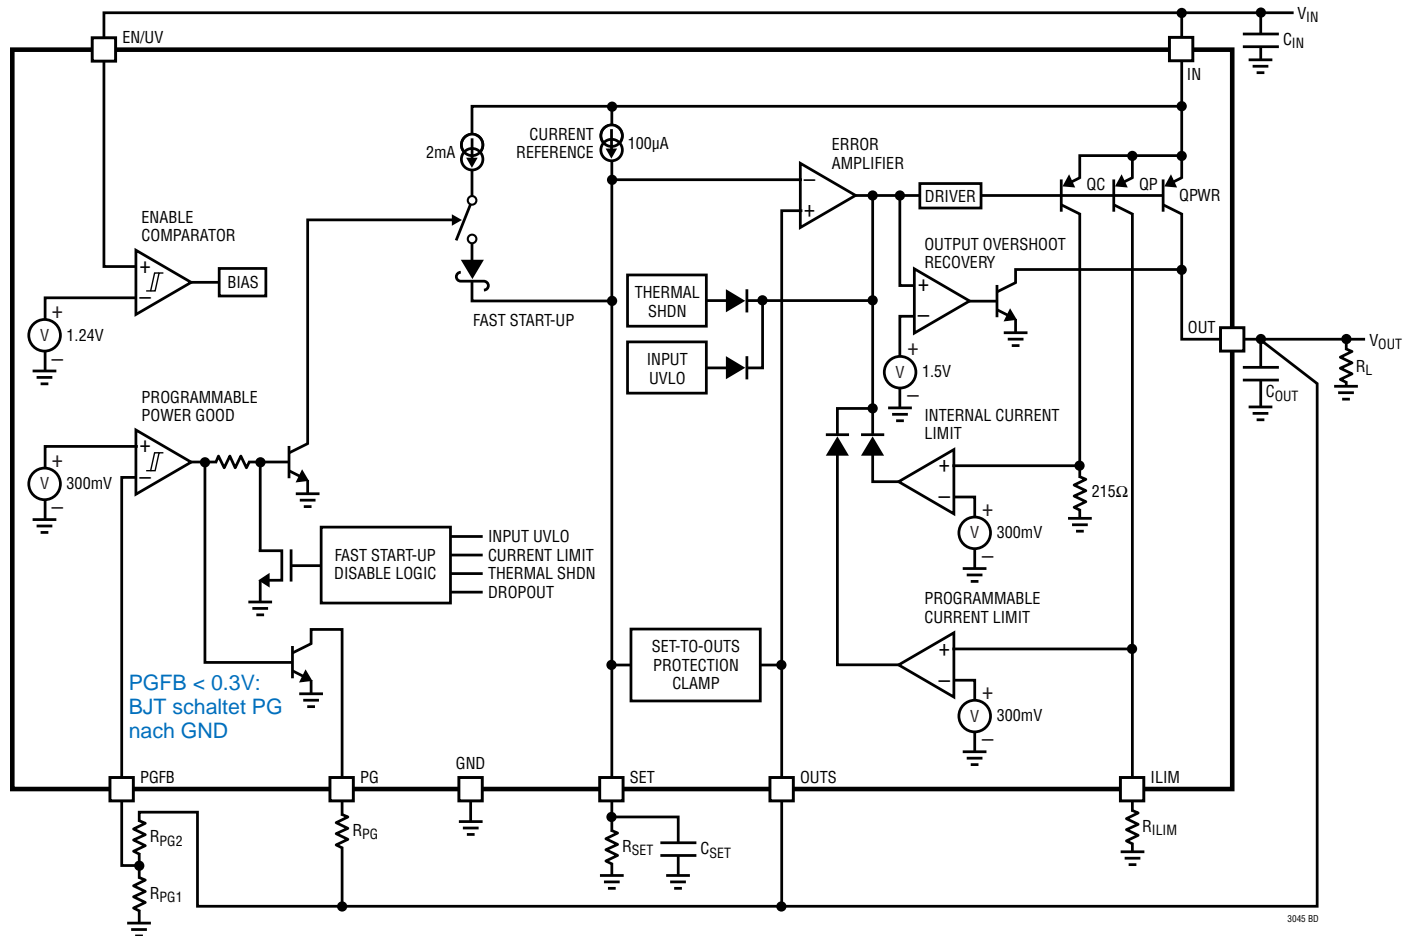 EN/UV
VIN
CIN
IN
2mA
CURRENT
REFERENCE
100µA
ERROR
AMPLIFIER
QC
QP
QPWR
DRIVER
ENABLE
COMPARATOR
+
–
BIAS
V
+
–
1.24V
FAST START-UP
–
+
OUTPUT OVERSHOOT
RECOVERY
+
–
THERMAL
SHDN
INPUT
UVLO
V
+
–
1.5V
OUT
VOUT
COUT
RL
PROGRAMMABLE
POWER GOOD
+
–
V
+
–
300mV
INTERNAL CURRENT
LIMIT
+
–
215Ω
V
+
–
300mV
FAST START-UP
DISABLE LOGIC
INPUT UVLO
CURRENT LIMIT
THERMAL SHDN
DROPOUT
PROGRAMMABLE
CURRENT LIMIT
+
–
V
+
–
300mV
SET-TO-OUTS
PROTECTION
CLAMP
PGFB < 0.3V:
BJT schaltet PG
nach GND
PGFB
PG
GND
SET
OUTS
ILIM
RPG2
RPG1
RPG
RSET
CSET
RILIM
3045 BD